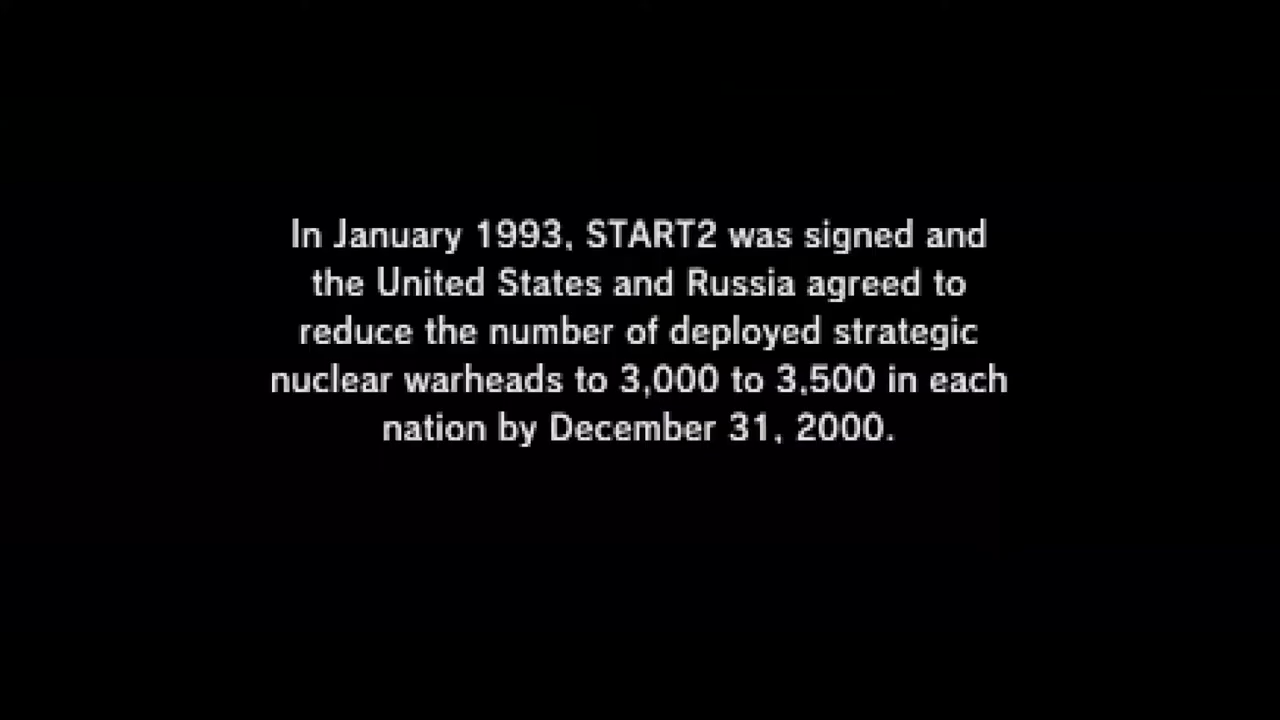 In January 1993, START2 was signed and
the United States and Russia agreed to
reduce the number of deployed strategic
nuclear warheads to 3,000 to 3,500 in each
nation by December 31, 2000.